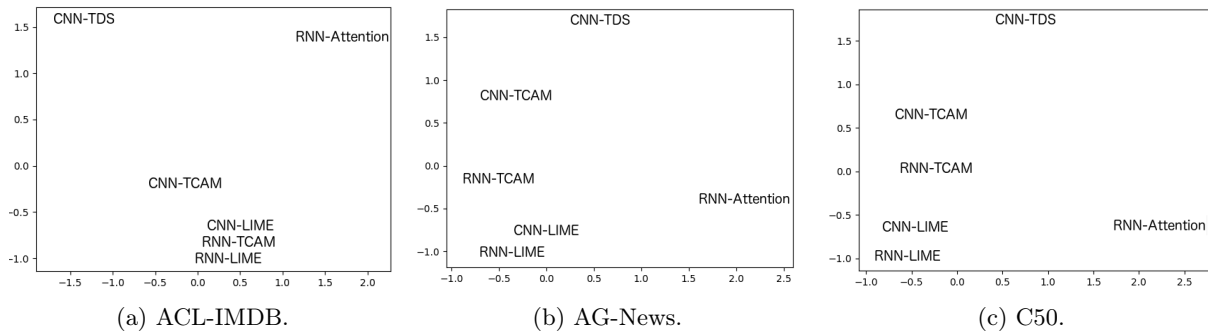 CNN-TDS
RNN-Attention
CNN-TCAM
CNN-LIME
RNN-TCAM
RNN-LIME
1.5
1.0
0.5
0.0
−0.5
−1.0
−1.5 −1.0 −0.5 0.0 0.5 1.0 1.5 2.0
(a) ACL-IMDB.
CNN-TDS
CNN-TCAM
RNN-TCAM
RNN-Attention
CNN-LIME
RNN-LIME
1.5
1.0
0.5
0.0
−0.5
−1.0
−1.0 −0.5 0.0 0.5 1.0 1.5 2.0 2.5
(b) AG-News.
CNN-TDS
CNN-TCAM
RNN-TCAM
CNN-LIME
RNN-Attention
RNN-LIME
1.5
1.0
0.5
0.0
−0.5
−1.0
−1.0 −0.5 0.0 0.5 1.0 1.5 2.0 2.5
(c) C50.